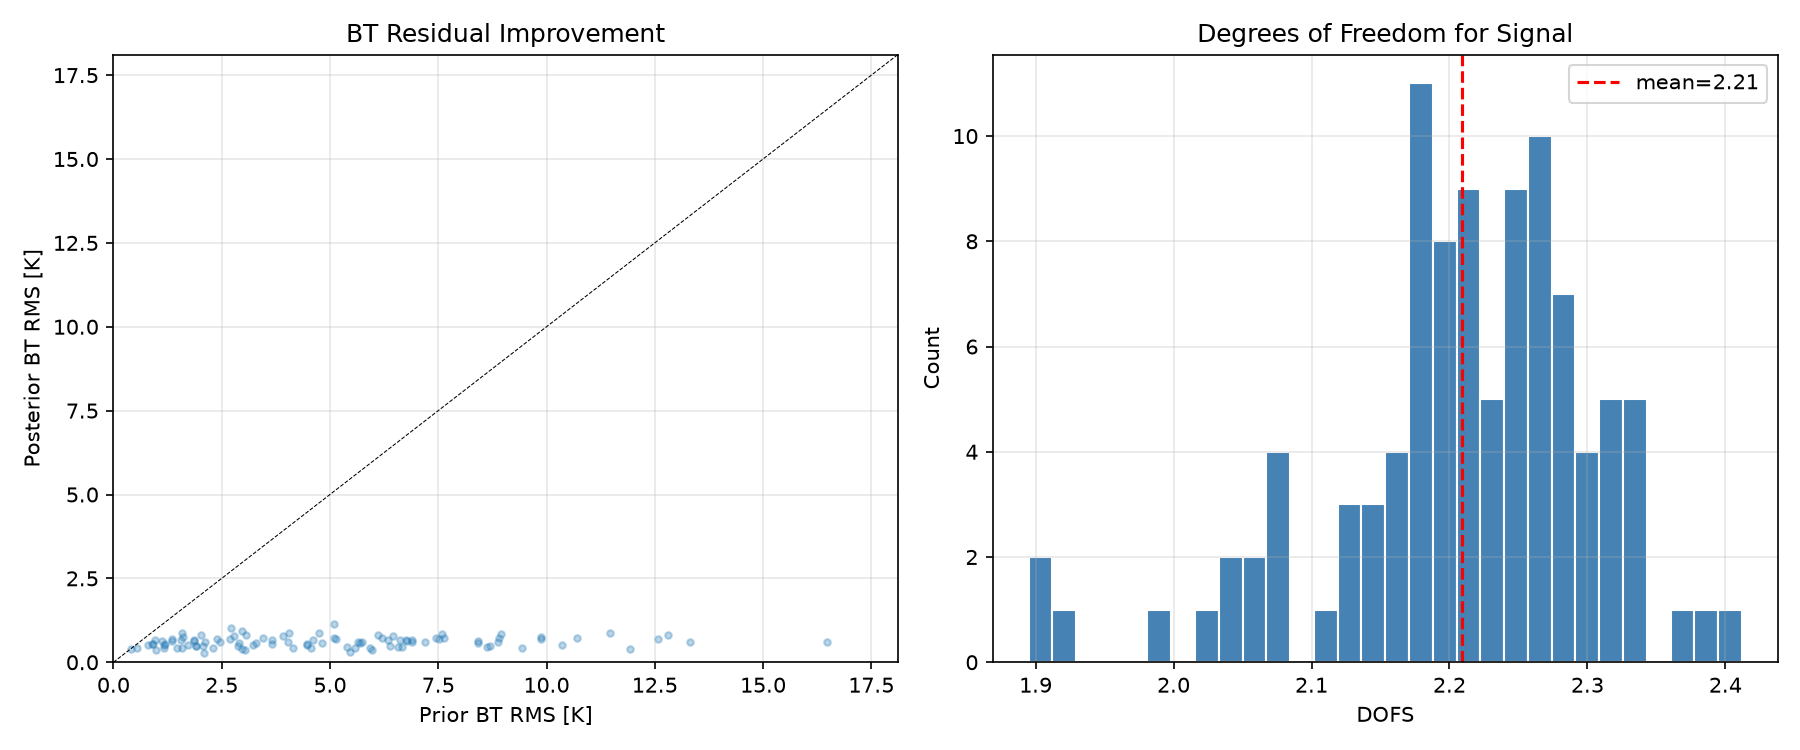 BT Residual Improvement
Posterior BT RMS [K]
17.5
15.0
12.5
10.0
7.5
5.0
2.5
0.0
0.0 2.5 5.0 7.5 10.0 12.5 15.0 17.5
Prior BT RMS [K]
Degrees of Freedom for Signal
mean=2.21
Count
10
8
6
4
2
0
1.9 2.0 2.1 2.2 2.3 2.4
DOFS